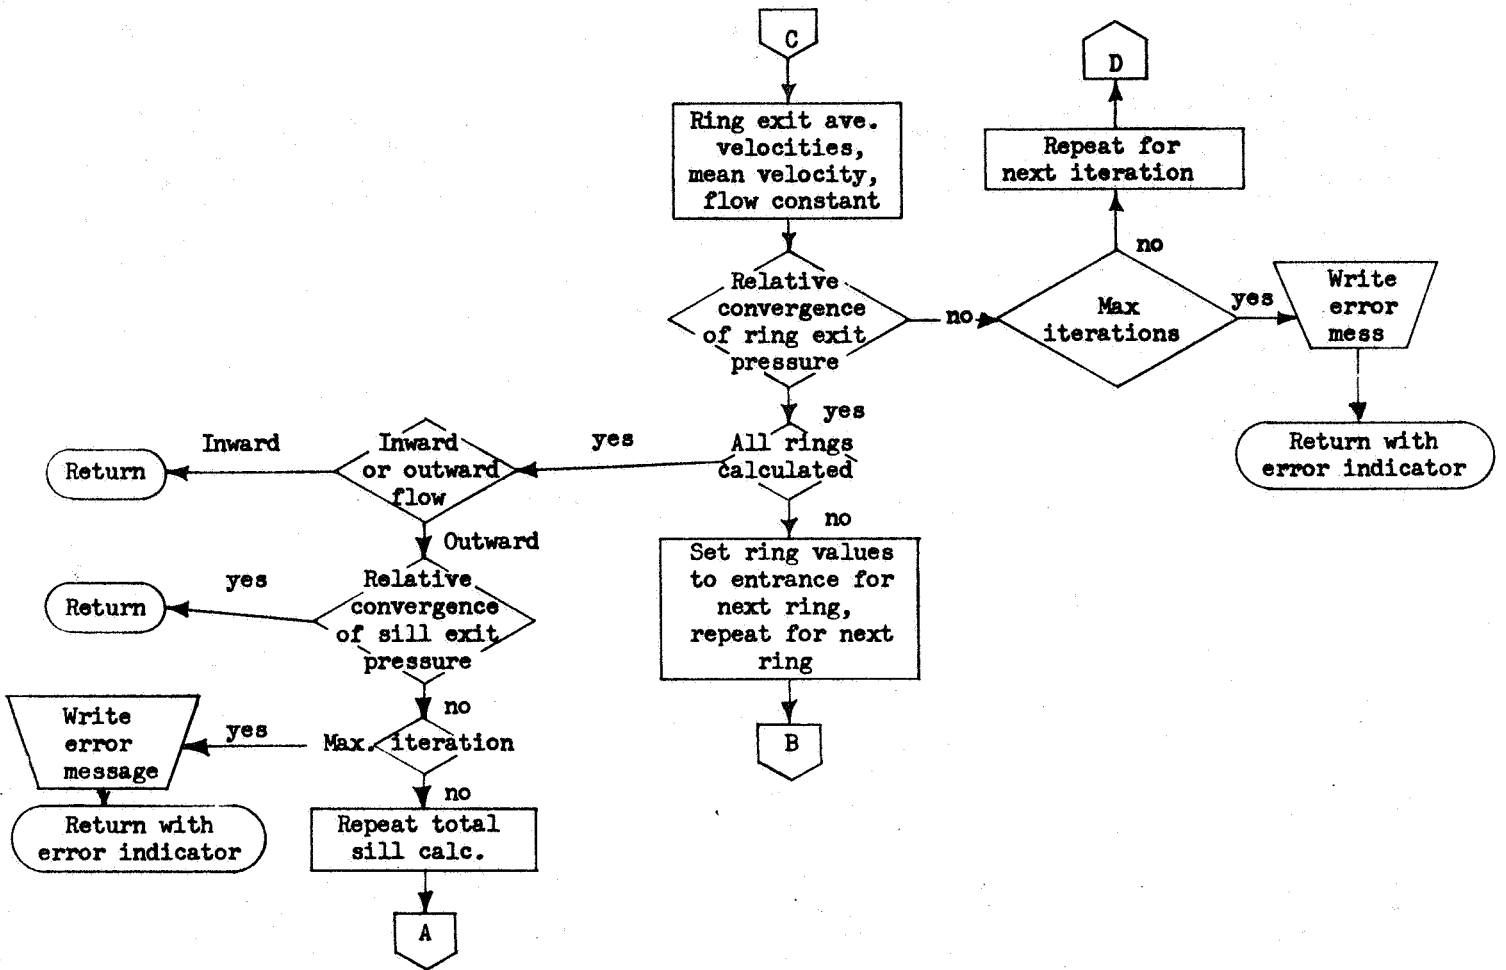 C
D
Ring exit ave.
velocities,
mean velocity,
flow constant
Repeat for
next iteration
no
Relative
convergence
of ring exit
pressure
no
Max
iterations
yes
Write
error
mess
yes
Return with
error indicator
All rings
calculated
yes
Inward
or outward
flow
Inward
Return
no
Outward
Set ring values
to entrance for
next ring,
repeat for next
ring
Relative
convergence
of sill exit
pressure
yes
Return
no
B
Max. iteration
yes
Write
error
message
no
Return with
error indicator
Repeat total
sill calc.
A